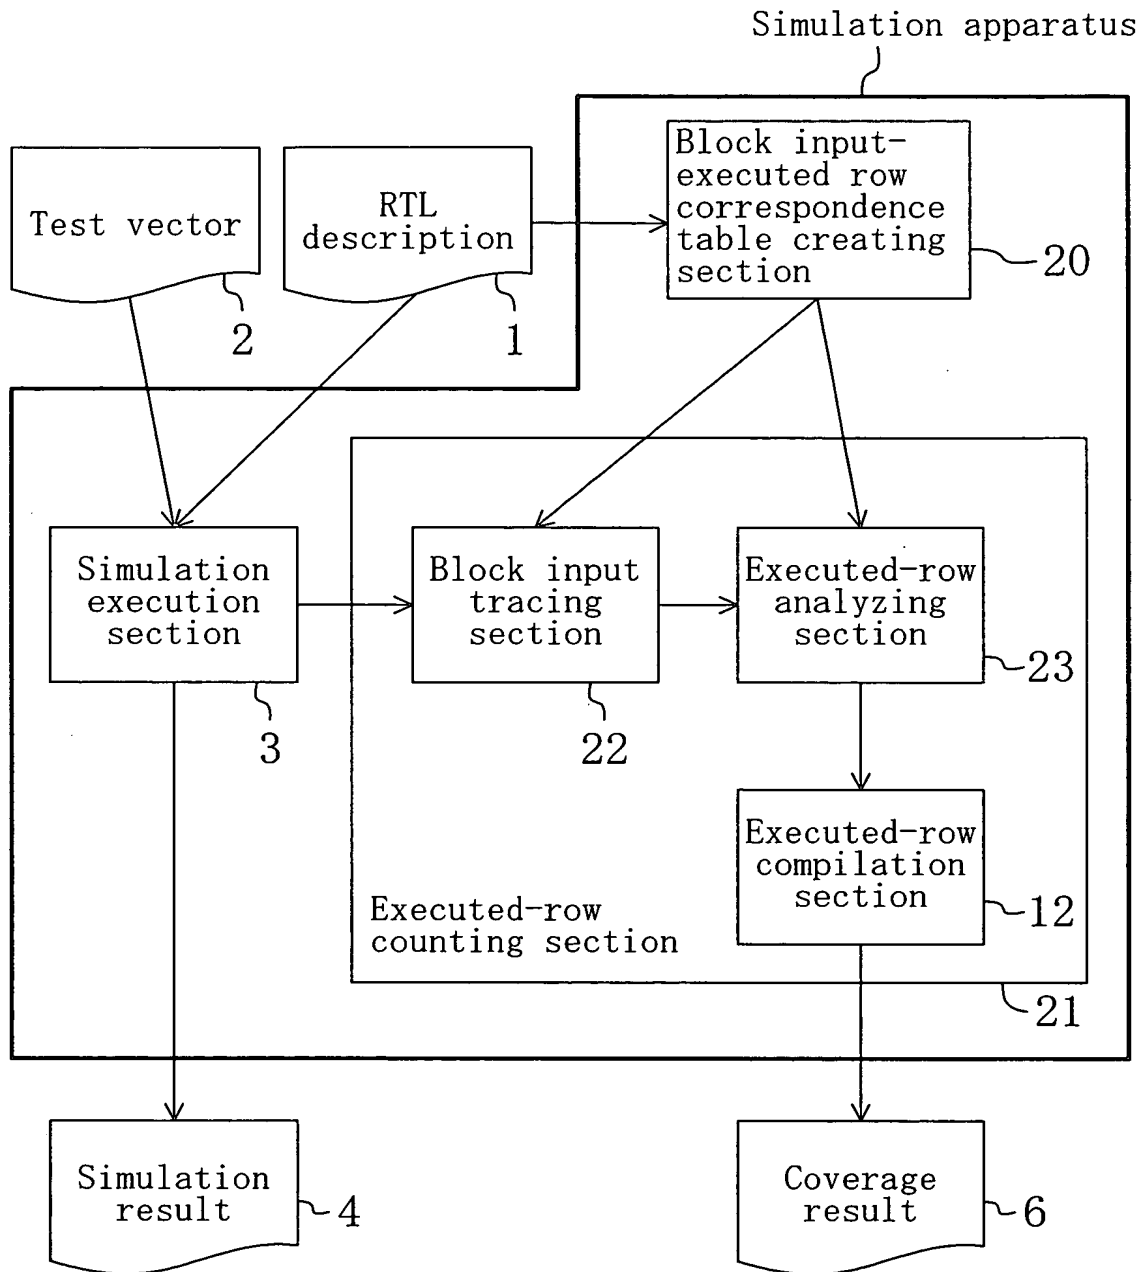 Simulation apparatus
Test vector
2
RTL
description
1
Block input-
executed row
correspondence
table creating
section
20
Simulation
execution
section
3
Block input
tracing
section
22
Executed-row
analyzing
section
23
Executed-row
compilation
section
12
Executed-row
counting section
21
Simulation
result
4
Coverage
result
6